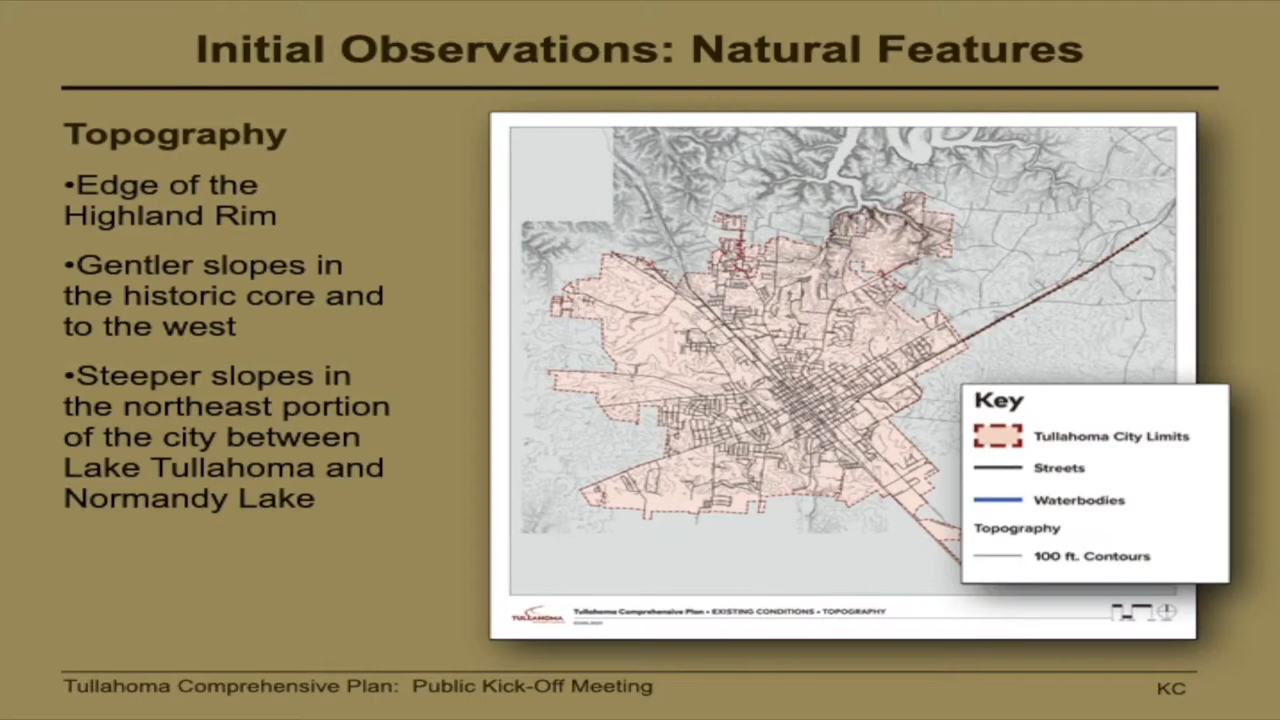 Initial Observations: Natural Features
Topography
•Edge of the
Highland Rim
•Gentler slopes in
the historic core and
to the west
•Steeper slopes in
the northeast portion
of the city between
Lake Tullahoma and
Normandy Lake
Key
Tullahoma City Limits
Streets
Waterbodies
Topography
100 ft. Contours
TULLAHOMA
Tullahoma Comprehensive Plan • EXISTING CONDITIONS • TOPOGRAPHY
Tullahoma Comprehensive Plan: Public Kick-Off Meeting
KC